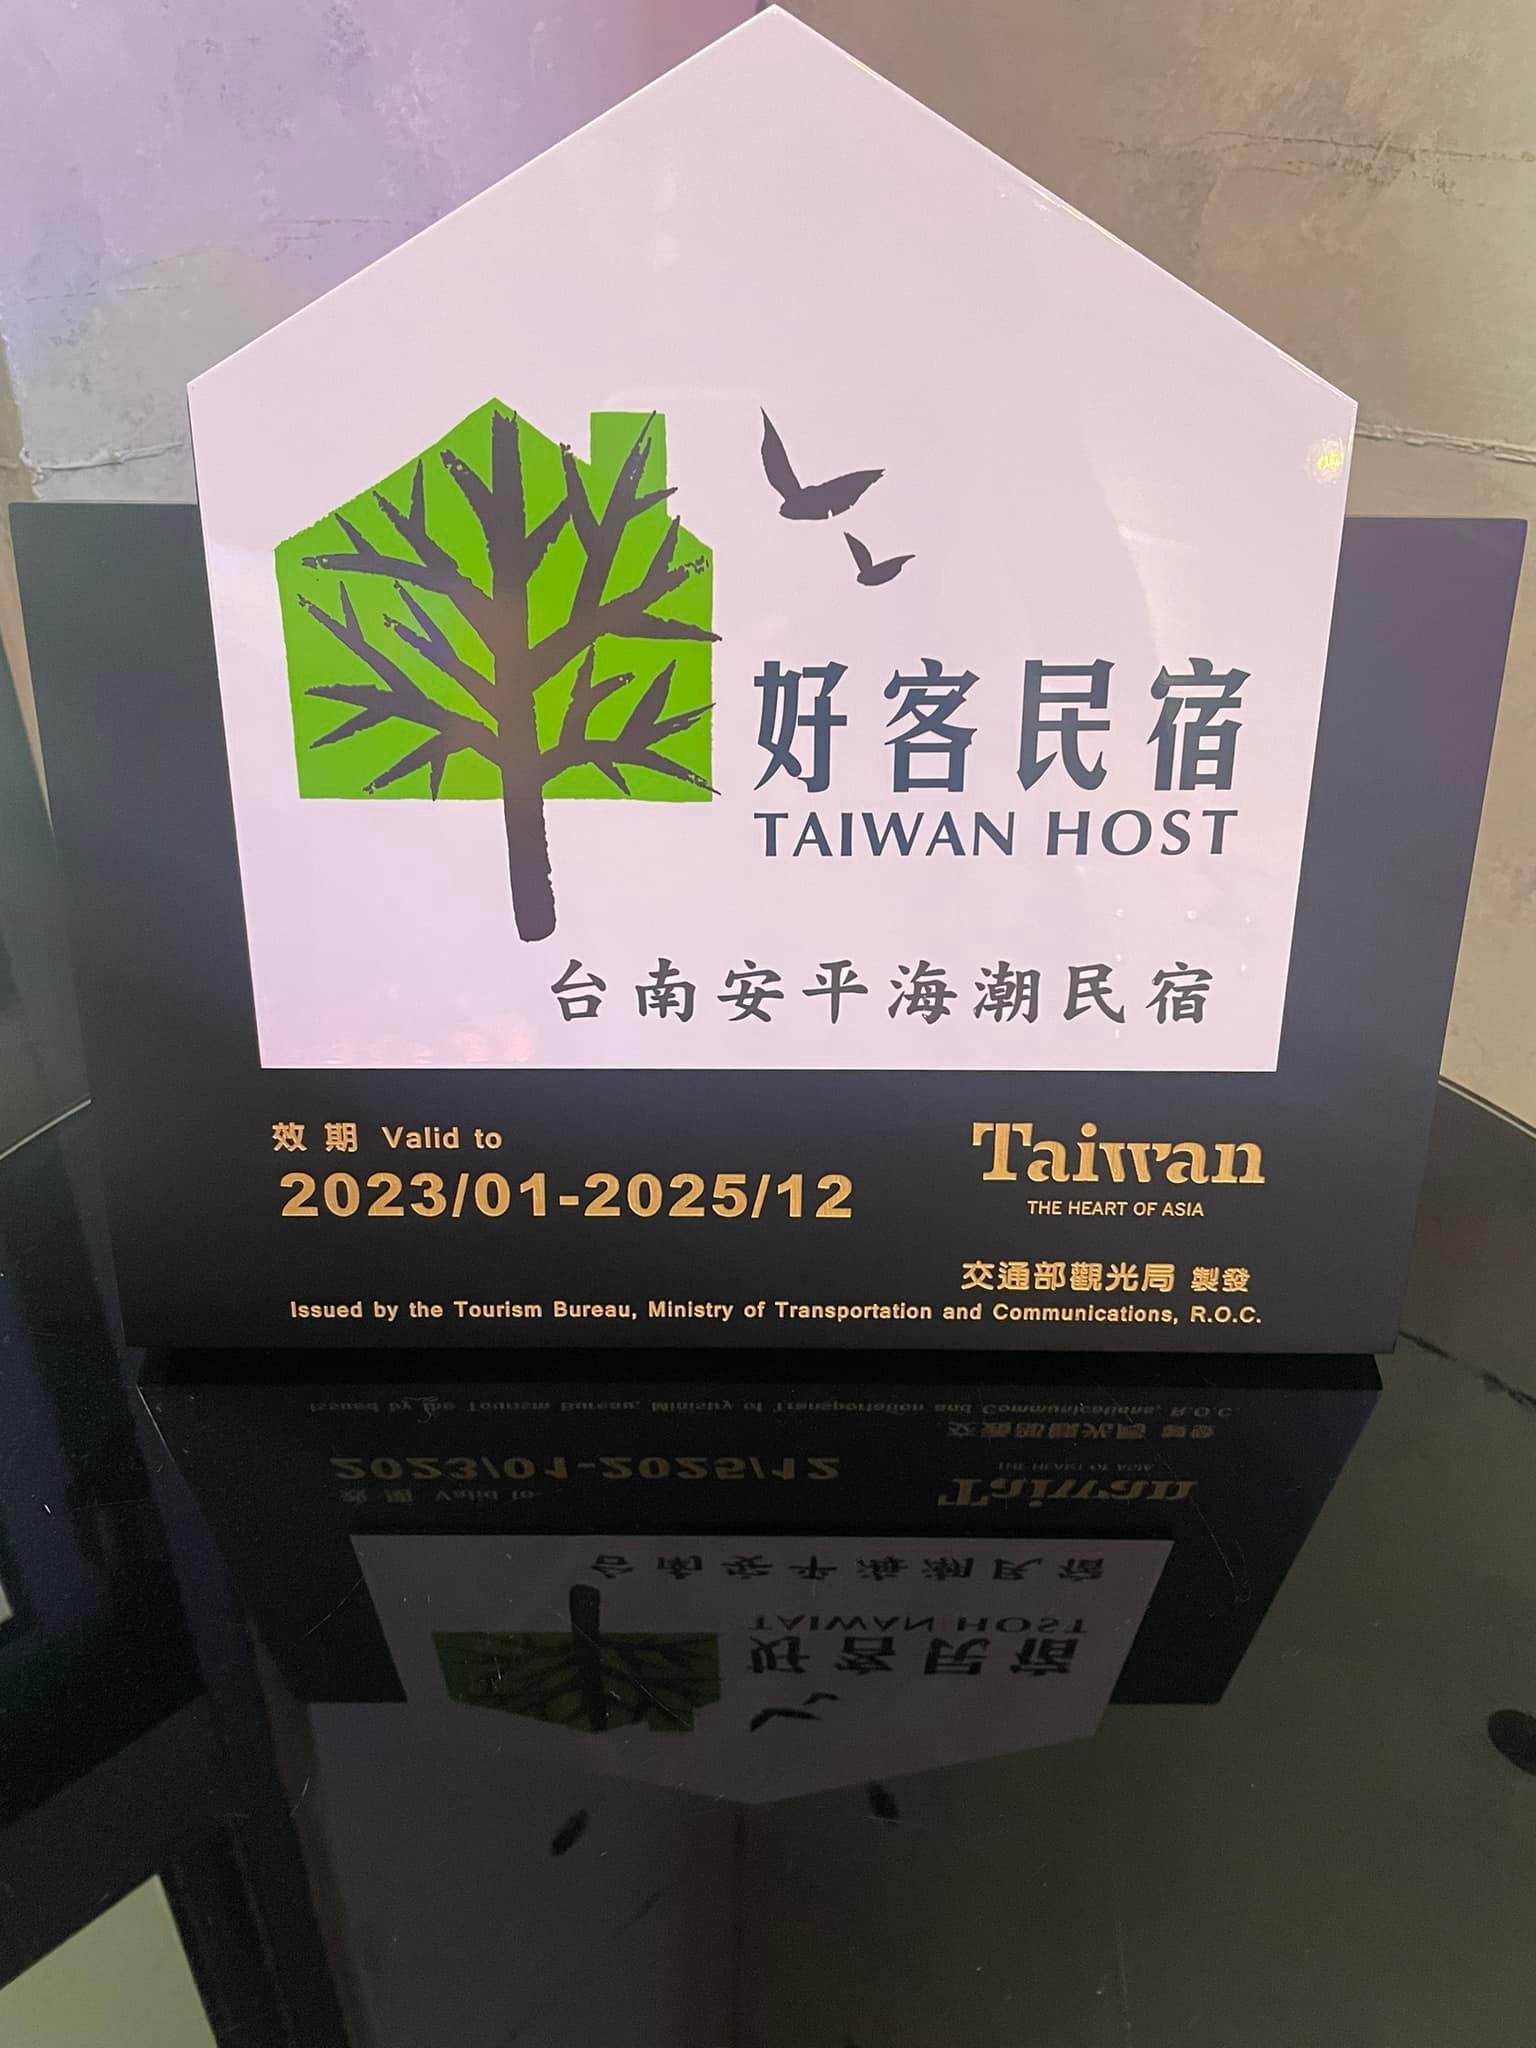 好客民宿
TAIWAN HOST
台南安平海潮民宿
效期 Valid to
2023/01-2025/12
Taiwan
THE HEART OF ASIA
交通部觀光局 製發
Issued by the Tourism Bureau, Ministry of Transportation and Communications, R.O.C.